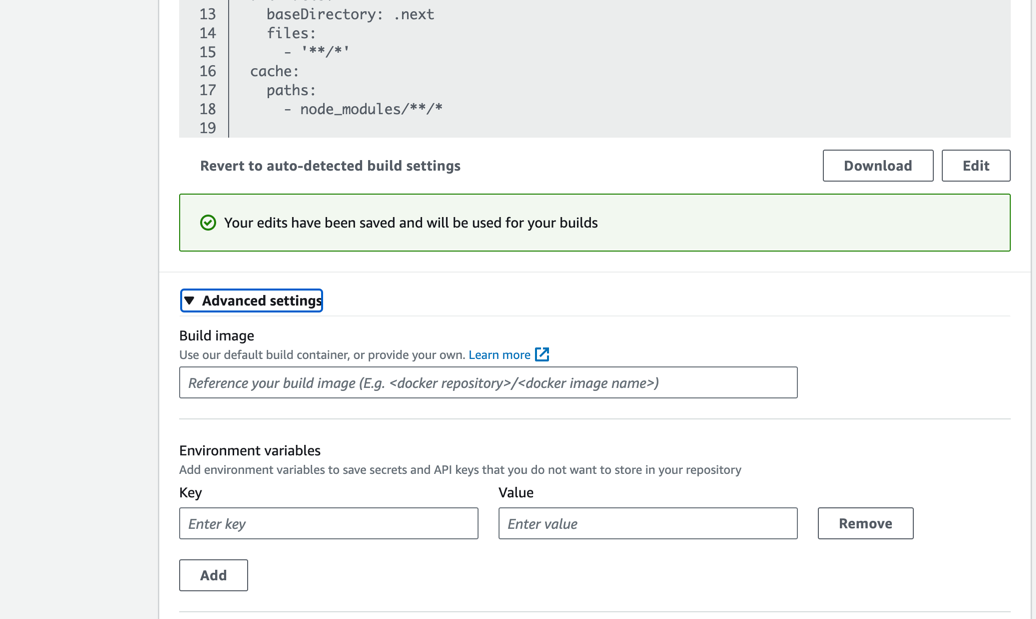 13 baseDirectory: .next
14 files:
15 - '**/*'
16 cache:
17 paths:
18 - node_modules/**/*
19
Revert to auto-detected build settings
Download
Edit
Your edits have been saved and will be used for your builds
▼ Advanced settings
Build image
Use our default build container, or provide your own. Learn more
Reference your build image (E.g. <docker repository>/<docker image name>)
Environment variables
Add environment variables to save secrets and API keys that you do not want to store in your repository
Key Value
Enter key Enter value Remove
Add